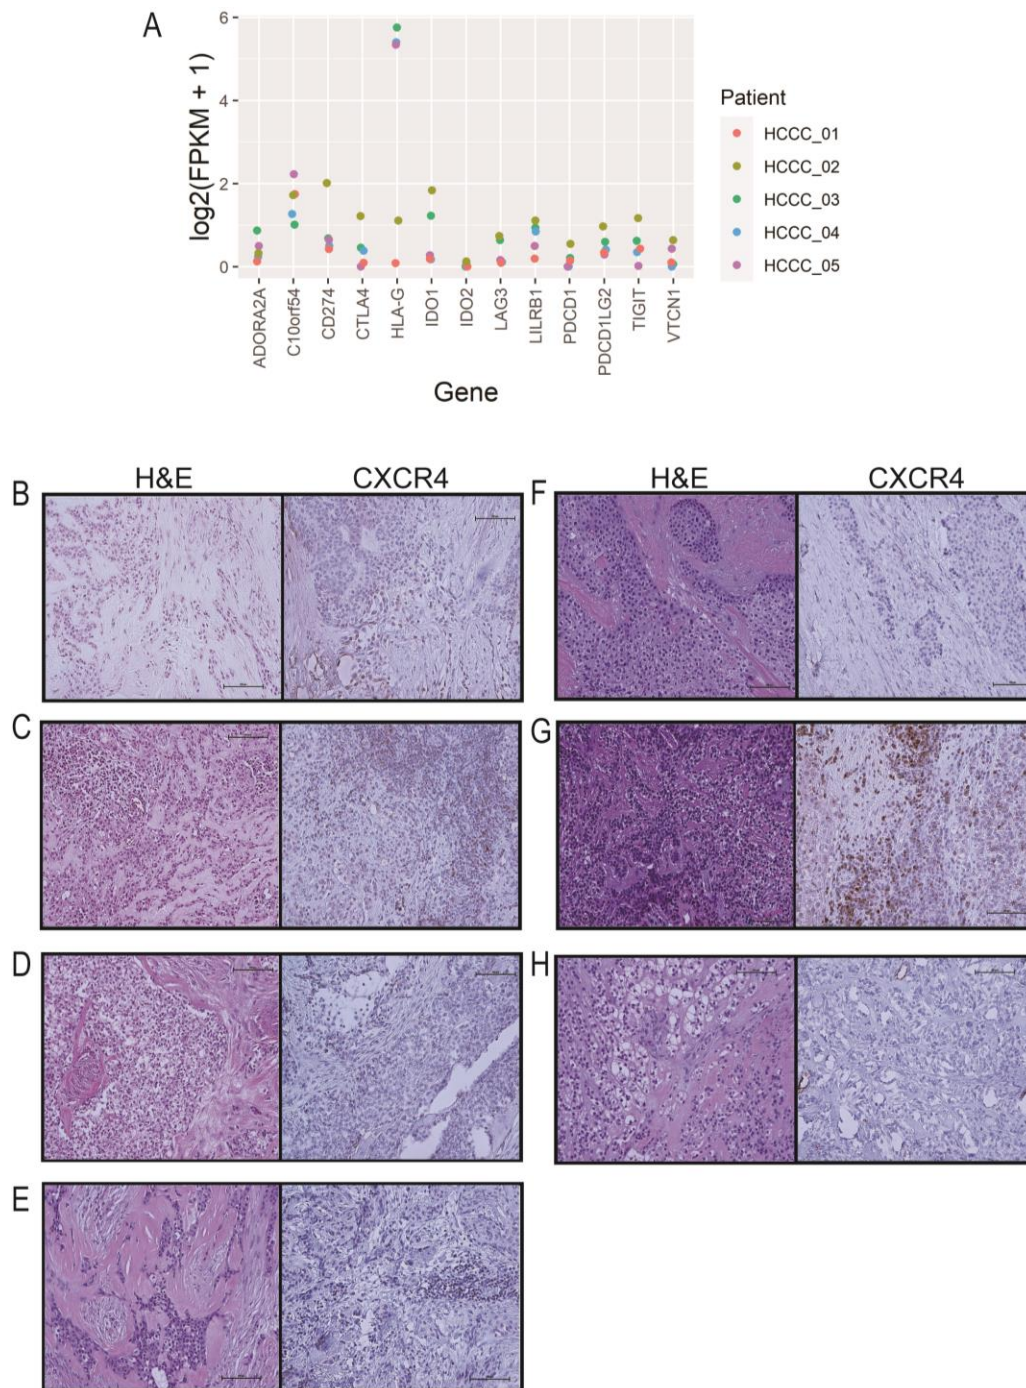 A
log2(FPKM + 1)
6
4
2
0
ADORA2A
C10orf54
CD274
CTLA4
HLA-G
IDO1
IDO2
LAG3
LILRB1
PDCD1
PDCD1LG2
TIGIT
VTCN1
Gene
Patient
HCCC_01
HCCC_02
HCCC_03
HCCC_04
HCCC_05
H&E CXCR4
B
C
D
E
H&E CXCR4
F
G
H